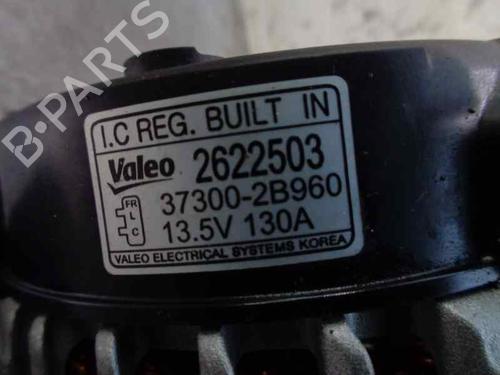 I.C REG. BUILT IN
Valeo 2622503
37300-2B960
FR
L
C
13.5V 130A
VALEO ELECTRICAL SYSTEMS KOREA
B-PARTS